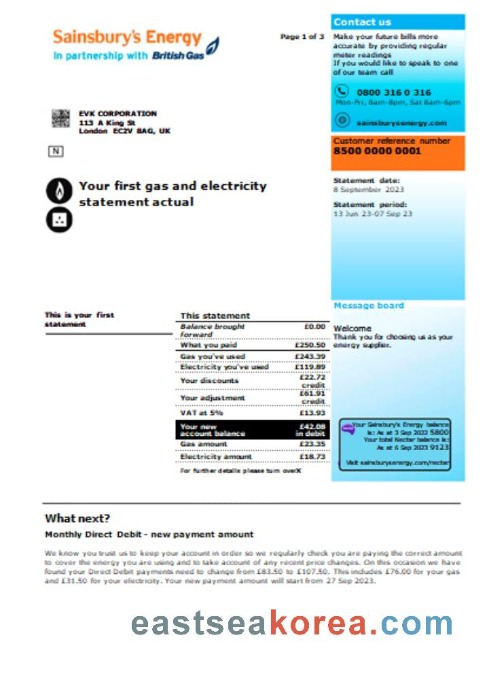 Sainsbury's Energy
in partnership with British Gas
Page 1 of 3
Contact us
Make your future bills more
accurate by providing regular
meter readings
If you would like to speak to one
of our team call
0800 316 0 316
Mon-Fri, 8am-8pm, Sat 8am-6pm
sainsburysenergy.com
EVK CORPORATION
113 A King St
London EC2V 8AG, UK
N
Customer reference number
8500 0000 0001
Your first gas and electricity
statement actual
Statement date:
8 September 2023
Statement period:
13 Jun 23-07 Sep 23
Message board
Welcome
Thank you for choosing us as your
energy supplier.
This is your first
statement
This statement
Balance brought forward £0.00
What you paid £250.50
Gas you've used £243.39
Electricity you've used £119.89
Your discounts £22.72 credit
Your adjustment £61.91 credit
VAT at 5% £13.93
Your new account balance £42.08 in debit
Gas amount £23.35
Electricity amount £18.73
For further details please turn overX
Your Sainsbury's Energy balance
is: As at 3 Sep 2023 5800
Your total Nectar balance is:
As at 6 Sep 2023 9123
Visit sainsburysenergy.com/nectar
What next?
Monthly Direct Debit - new payment amount
We know you trust us to keep your account in order so we regularly check you are paying the correct amount
to cover the energy you are using and to take account of any recent price changes. On this occasion we have
found your Direct Debit payments need to change from £83.50 to £107.50. This includes £76.00 for your gas
and £31.50 for your electricity. Your new payment amount will start from 27 Sep 2023.
eastseakorea.com